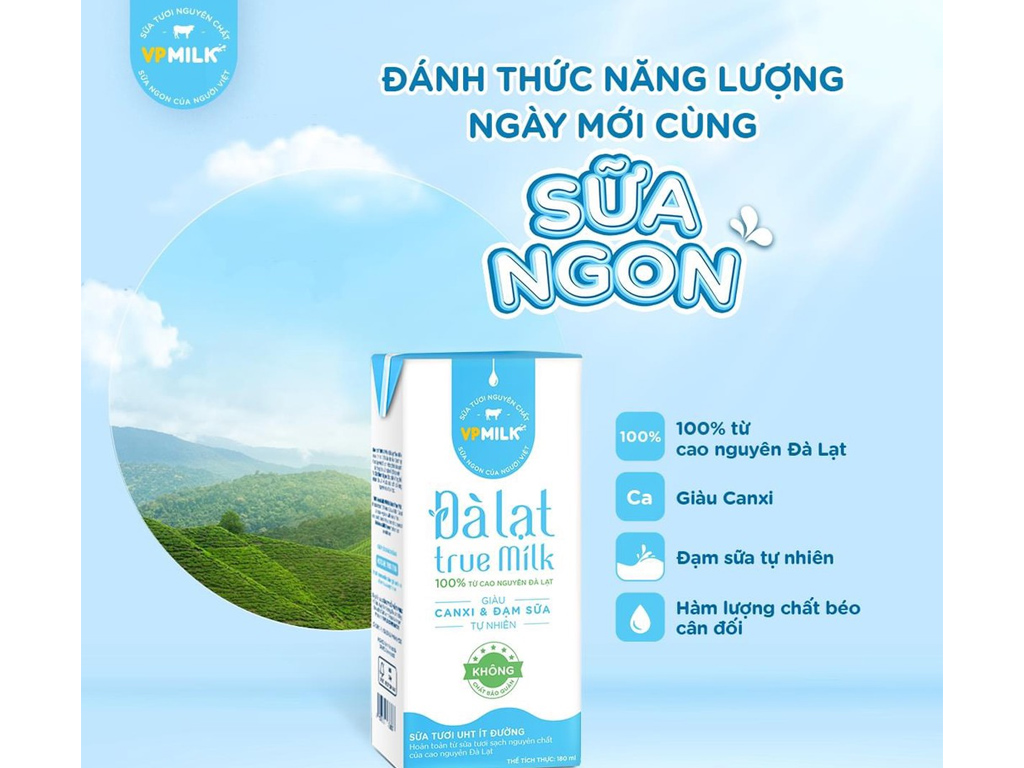 SỮA TƯƠI NGUYÊN CHẤT
VPMILK
SỮA NGON CỦA NGƯỜI VIỆT
ĐÁNH THỨC NĂNG LƯỢNG
NGÀY MỚI CÙNG
SỮA
NGON
SỮA TƯƠI NGUYÊN CHẤT
VPMILK
SỮA NGON CỦA NGƯỜI VIỆT
Đà lạt
true Milk
100% TỪ CAO NGUYÊN ĐÀ LẠT
GIÀU
CANXI & ĐẠM SỮA
TỰ NHIÊN
KHÔNG
CHẤT BẢO QUẢN
SỮA TƯƠI UHT ÍT ĐƯỜNG
Hoàn toàn từ sữa tươi sạch nguyên chất
của cao nguyên Đà Lạt
THỂ TÍCH THỰC: 180 ml
100%
100% từ
cao nguyên Đà Lạt
Ca
Giàu Canxi
Đạm sữa tự nhiên
Hàm lượng chất béo
cân đối